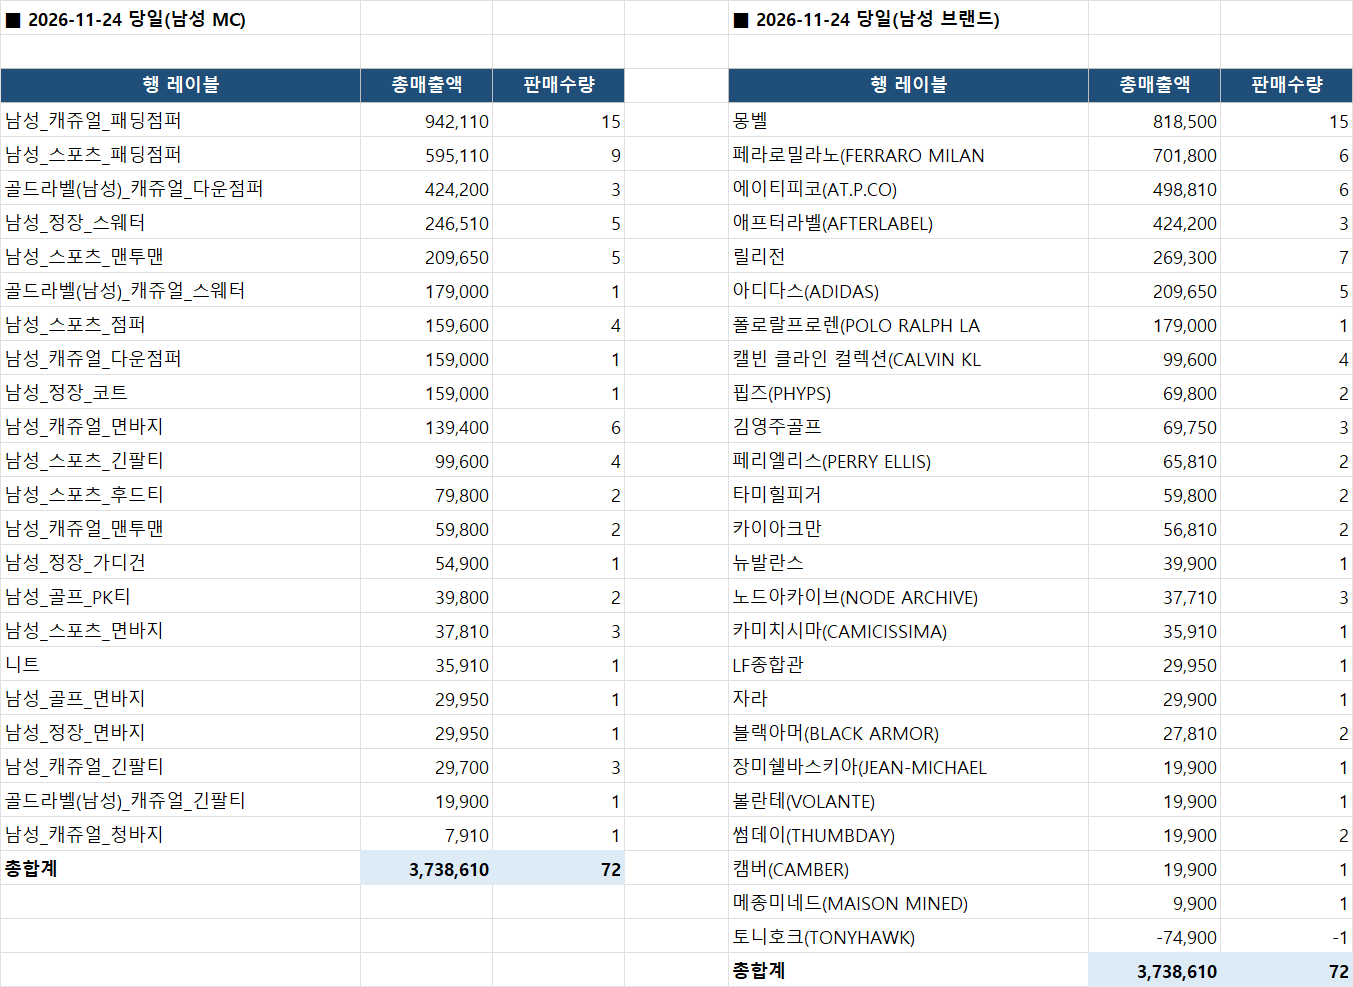 ■ 2026-11-24 당일(남성 MC)
행 레이블 총매출액 판매수량
남성_캐쥬얼_패딩점퍼 942,110 15
남성_스포츠_패딩점퍼 595,110 9
골드라벨(남성)_캐쥬얼_다운점퍼 424,200 3
남성_정장_스웨터 246,510 5
남성_스포츠_맨투맨 209,650 5
골드라벨(남성)_캐쥬얼_스웨터 179,000 1
남성_스포츠_점퍼 159,600 4
남성_캐쥬얼_다운점퍼 159,000 1
남성_정장_코트 159,000 1
남성_캐쥬얼_면바지 139,400 6
남성_스포츠_긴팔티 99,600 4
남성_스포츠_후드티 79,800 2
남성_캐쥬얼_맨투맨 59,800 2
남성_정장_가디건 54,900 1
남성_골프_PK티 39,800 2
남성_스포츠_면바지 37,810 3
니트 35,910 1
남성_골프_면바지 29,950 1
남성_정장_면바지 29,950 1
남성_캐쥬얼_긴팔티 29,700 3
골드라벨(남성)_캐쥬얼_긴팔티 19,900 1
남성_캐쥬얼_청바지 7,910 1
총합계 3,738,610 72
■ 2026-11-24 당일(남성 브랜드)
행 레이블 총매출액 판매수량
몽벨 818,500 15
페라로밀라노(FERRARO MILAN 701,800 6
에이티피코(AT.P.CO) 498,810 6
애프터라벨(AFTERLABEL) 424,200 3
릴리전 269,300 7
아디다스(ADIDAS) 209,650 5
폴로랄프로렌(POLO RALPH LA 179,000 1
캘빈 클라인 컬렉션(CALVIN KL 99,600 4
핍즈(PHYPS) 69,800 2
김영주골프 69,750 3
페리엘리스(PERRY ELLIS) 65,810 2
타미힐피거 59,800 2
카이아크만 56,810 2
뉴발란스 39,900 1
노드아카이브(NODE ARCHIVE) 37,710 3
카미치시마(CAMICISSIMA) 35,910 1
LF종합관 29,950 1
자라 29,900 1
블랙아머(BLACK ARMOR) 27,810 2
장미쉘바스키아(JEAN-MICHAEL 19,900 1
볼란테(VOLANTE) 19,900 1
썸데이(THUMBDAY) 19,900 2
캠버(CAMBER) 19,900 1
메종미네드(MAISON MINED) 9,900 1
토니호크(TONYHAWK) -74,900 -1
총합계 3,738,610 72